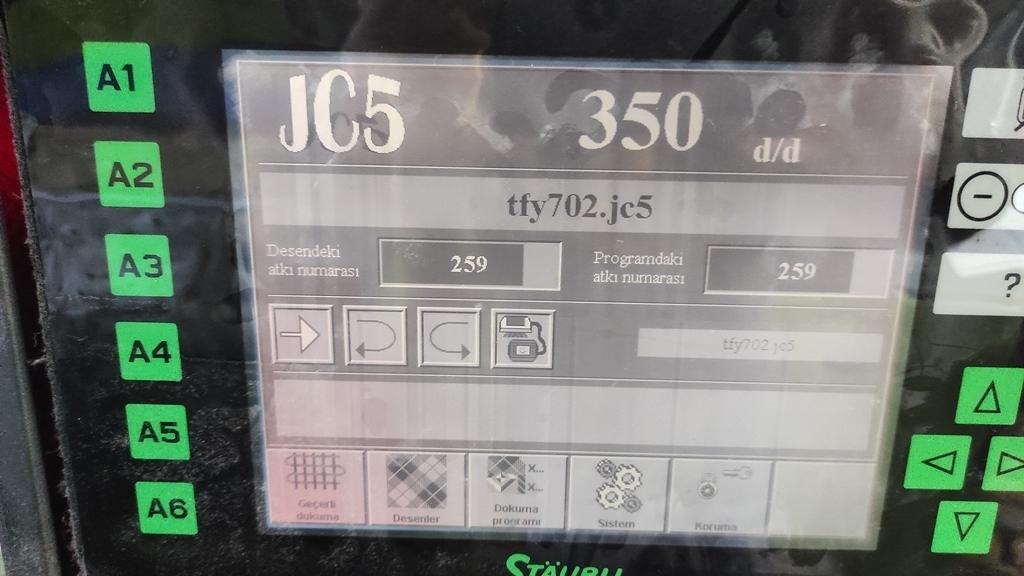 A1
A2
A3
A4
A5
A6
JC5 350 d/d
tfy702.jc5
Desendeki
atkı numarası
259
Programdaki
atkı numarası
259
tfy702 jc5
X...
X...
Geçerli
dokuma
Desenler
Dokuma
programı
Sistem
Koruma
?
STÄUBLI